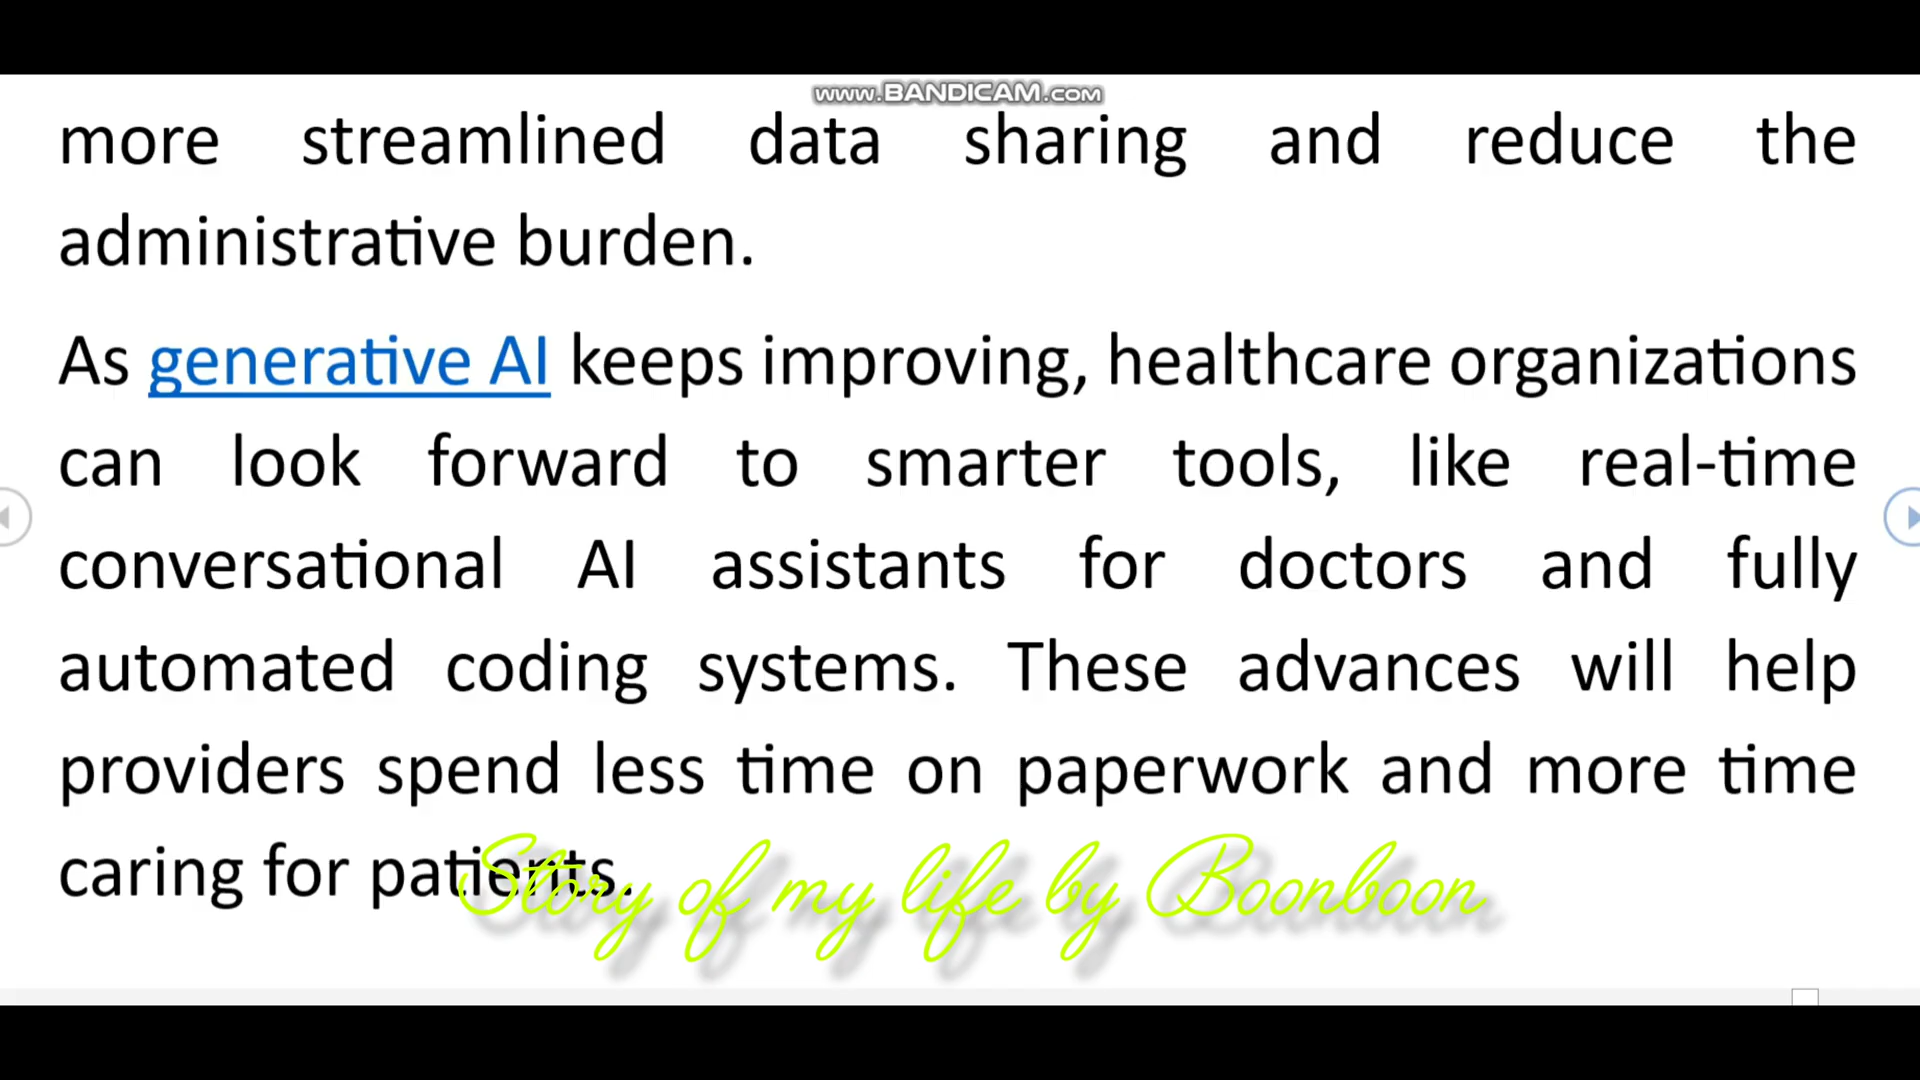 www.BANDICAM.com
more streamlined data sharing and reduce the
administrative burden.
As generative AI keeps improving, healthcare organizations
can look forward to smarter tools, like real-time
conversational AI assistants for doctors and fully
automated coding systems. These advances will help
providers spend less time on paperwork and more time
caring for patients.
Story of my life by Boonboon